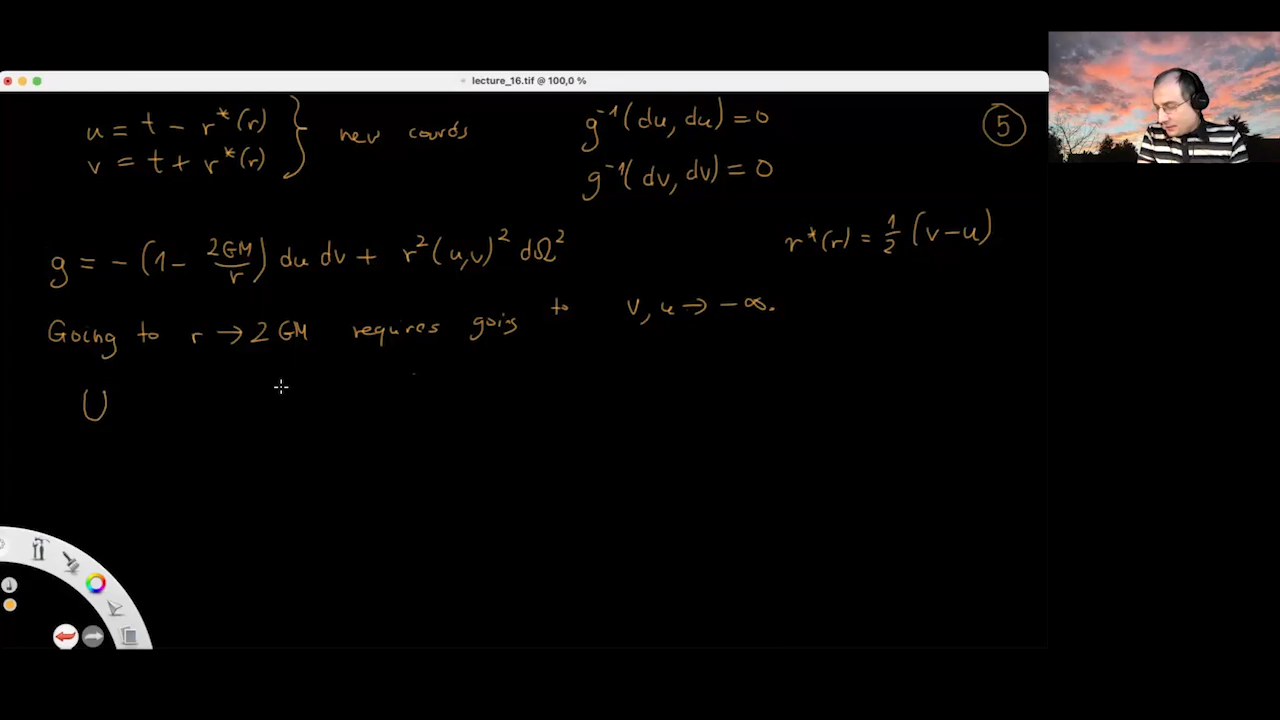 lecture_16.tif @ 100,0 %
u = t - r*(r)
v = t + r*(r)
} new coords
g⁻¹(du, du) = 0
g⁻¹(dv, dv) = 0
5
g = - (1 - 2GM/r) du dv + r²(u,v)² dΩ²
r*(r) = 1/2 (v-u)
Going to r → 2GM requires going to v, u → -∞.
U